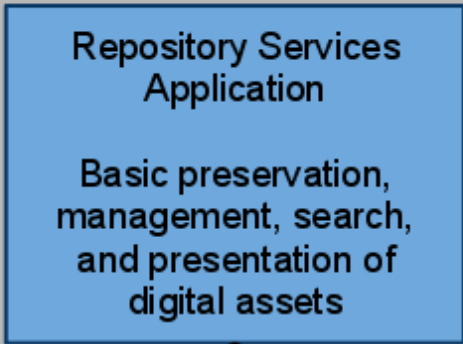 Repository Services
Application
Basic preservation,
management, search,
and presentation of
digital assets